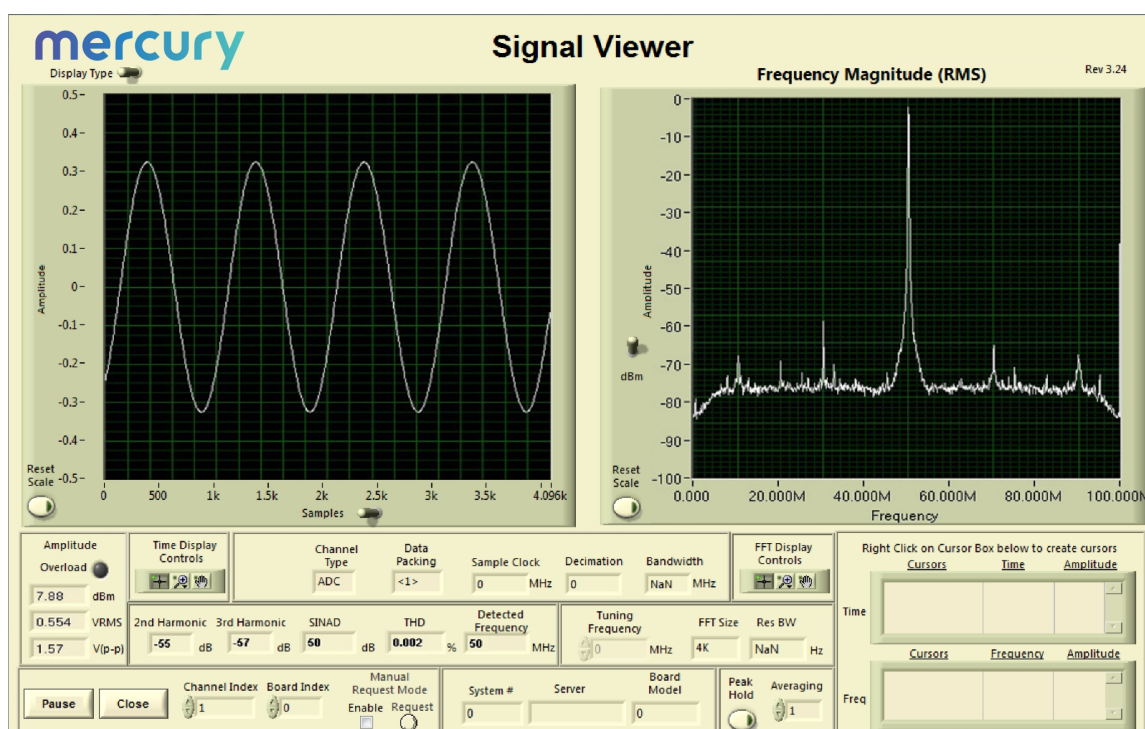 mercury
Signal Viewer
Rev 3.24
Display Type
Frequency Magnitude (RMS)
0.5
0.4
0.3
0.2
0.1
0
-0.1
-0.2
-0.3
-0.4
-0.5
Amplitude
0 500 1k 1.5k 2k 2.5k 3k 3.5k 4.096k
Samples
Reset
Scale
0
-10
-20
-30
-40
-50
-60
-70
-80
-90
-100
Amplitude
dBm
Reset
Scale
0.000 20.000M 40.000M 60.000M 80.000M 100.000M
Frequency
Amplitude
Overload
7.88 dBm
0.554 VRMS
1.57 V(p-p)
Time Display
Controls
Channel
Type
ADC
Data
Packing
<1>
Sample Clock
0 MHz
Decimation
0
Bandwidth
NaN MHz
FFT Display
Controls
2nd Harmonic
-55 dB
3rd Harmonic
-57 dB
SINAD
50 dB
THD
0.002 %
Detected
Frequency
50 MHz
Tuning
Frequency
0 MHz
FFT Size
4K
Res BW
NaN Hz
Pause
Close
Channel Index
1
Board Index
0
Manual
Request Mode
Enable Request
System #
0
Server
Board
Model
0
Peak
Hold
Averaging
1
Right Click on Cursor Box below to create cursors
Cursors Time Amplitude
Time
Cursors Frequency Amplitude
Freq